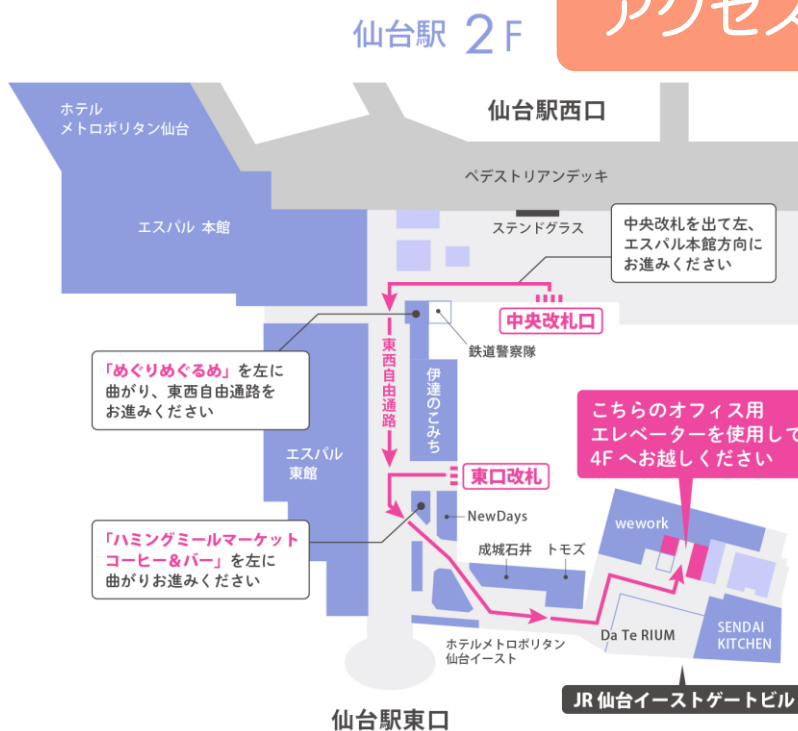 仙台駅 2F
アクセス
ホテル
メトロポリタン仙台
仙台駅西口
ペデストリアンデッキ
エスパル 本館
ステンドグラス
中央改札を出て左、
エスパル本館方向に
お進みください
中央改札口
鉄道警察隊
東西自由通路
「めぐりめぐるめ」を左に
曲がり、東西自由通路を
お進みください
伊達のこみち
こちらのオフィス用
エレベーターを使用して
4F へお越しください
エスパル
東館
東口改札
NewDays
wework
「ハミングミールマーケット
コーヒー&バー」を左に
曲がりお進みください
成城石井
トモズ
ホテルメトロポリタン
仙台イースト
Da Te RIUM
SENDAI
KITCHEN
JR 仙台イーストゲートビル
仙台駅東口